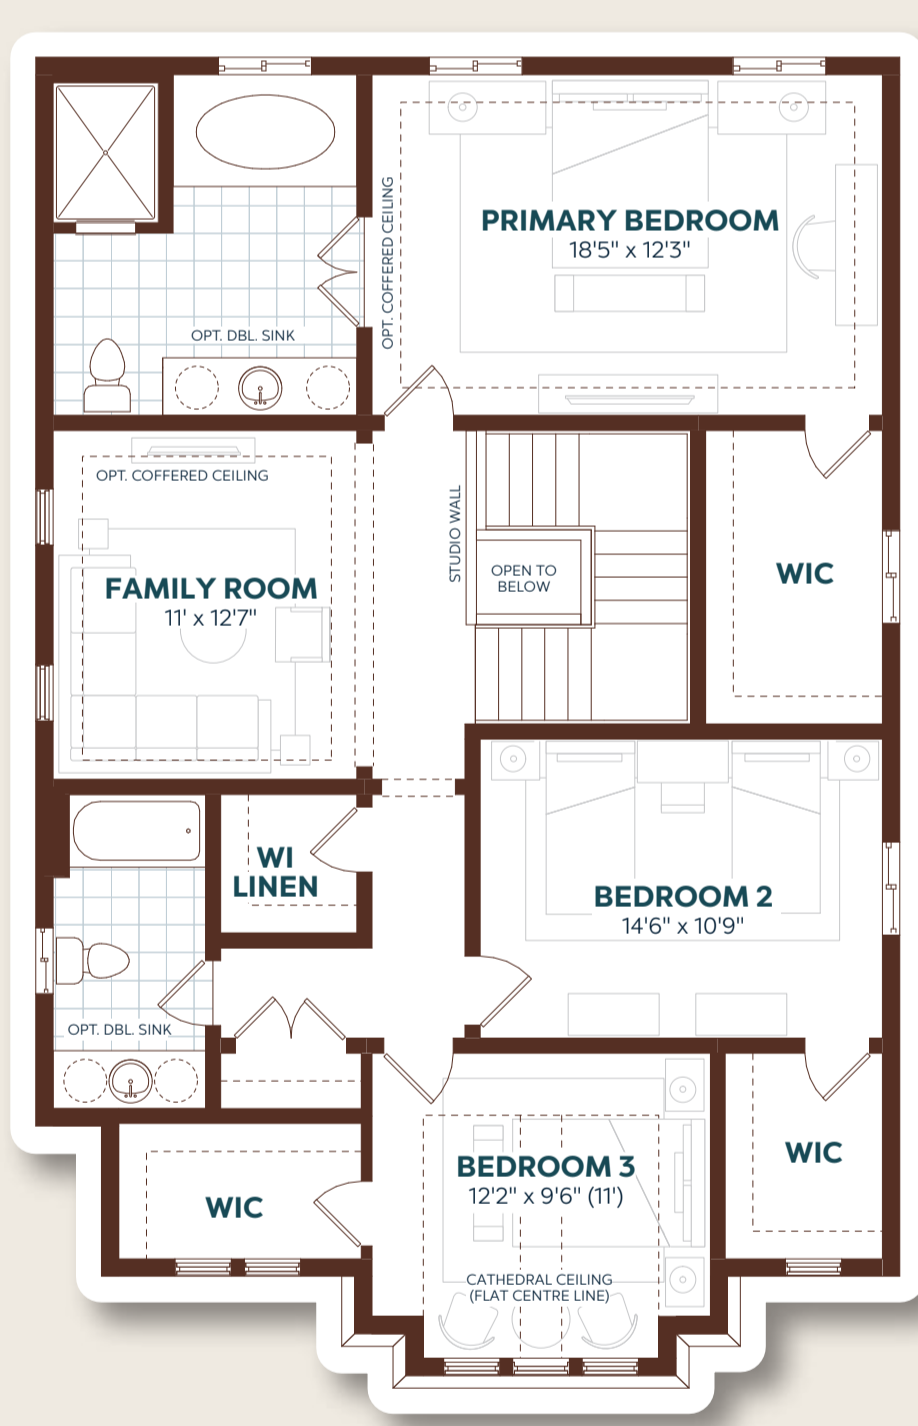 OPT. COFFERED CEILING
PRIMARY BEDROOM
18'5" x 12'3"
OPT. DBL. SINK
OPT. COFFERED CEILING
STUDIO WALL
OPEN TO
BELOW
WIC
FAMILY ROOM
11' x 12'7"
WI
LINEN
BEDROOM 2
14'6" x 10'9"
OPT. DBL. SINK
BEDROOM 3
12'2" x 9'6" (11')
WIC
WIC
CATHEDRAL CEILING
(FLAT CENTRE LINE)